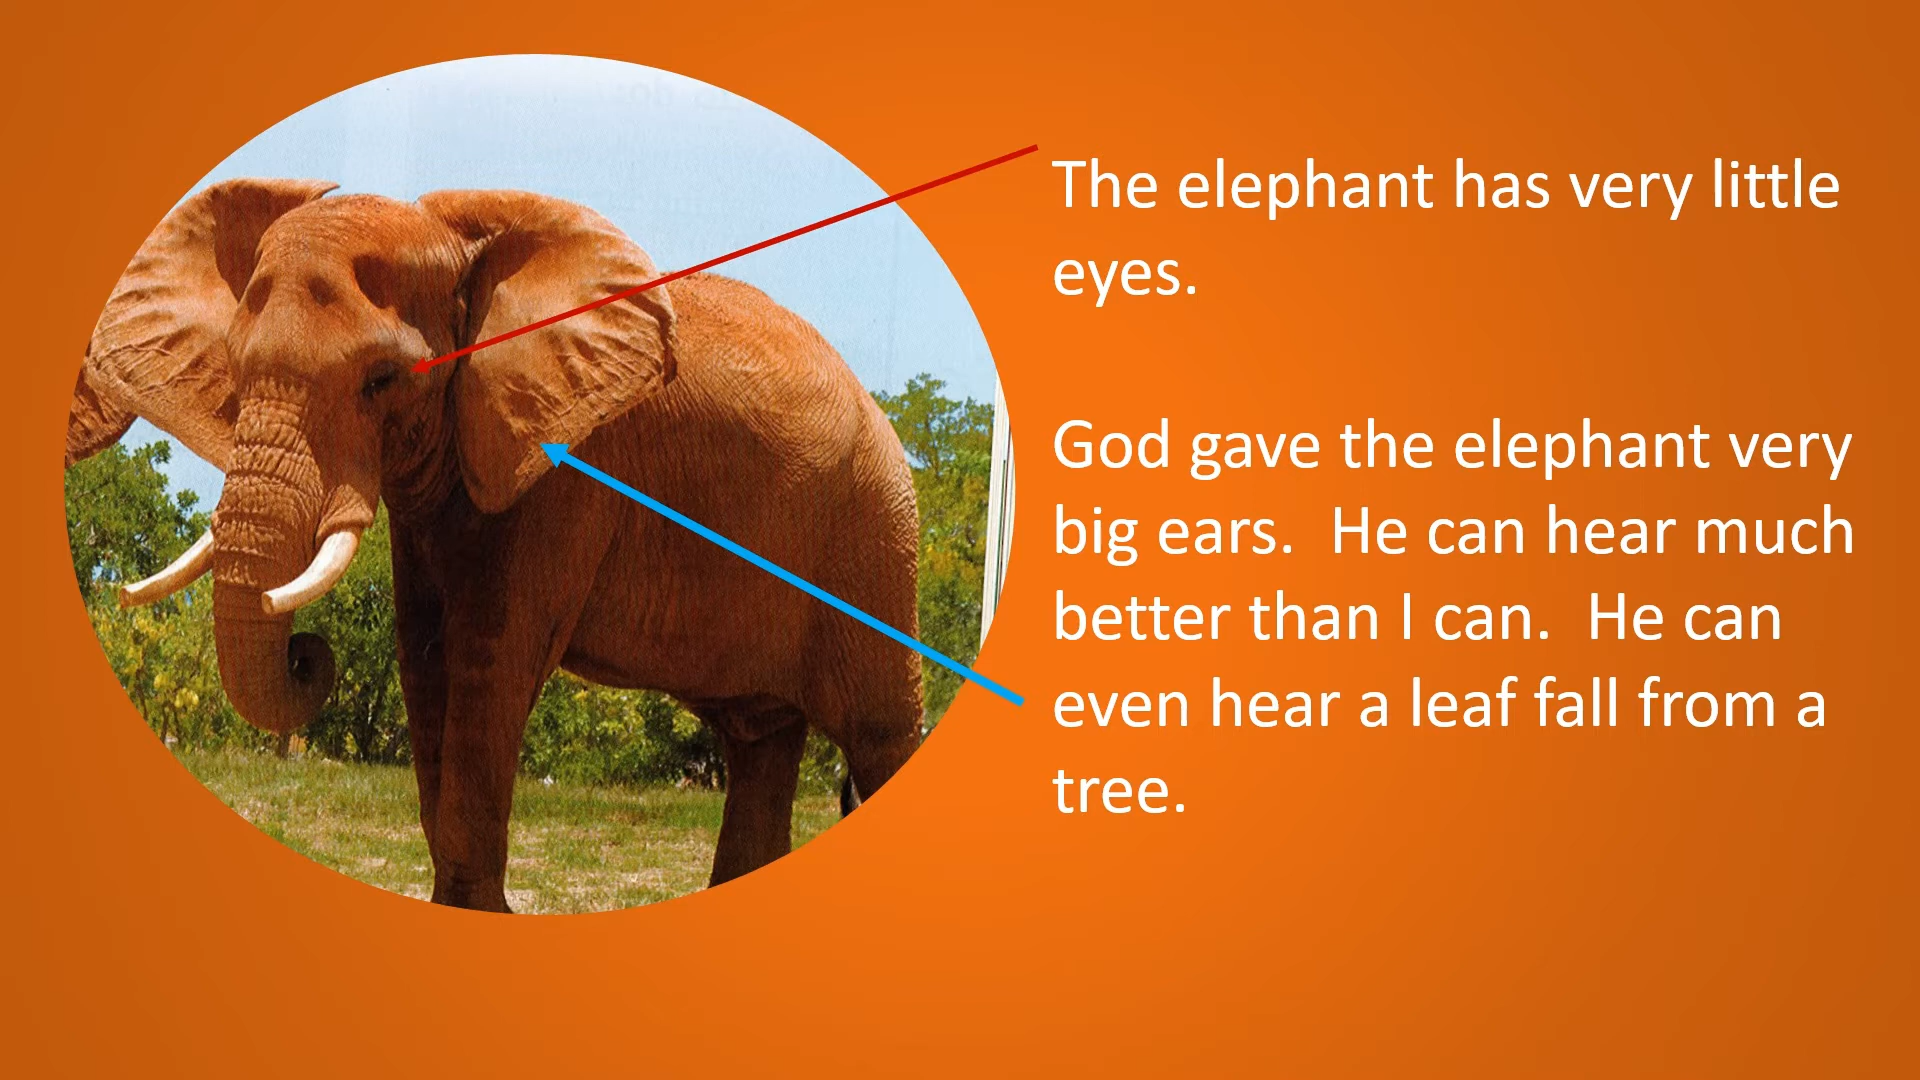 The elephant has very little
eyes.
God gave the elephant very
big ears.  He can hear much
better than I can.  He can
even hear a leaf fall from a
tree.